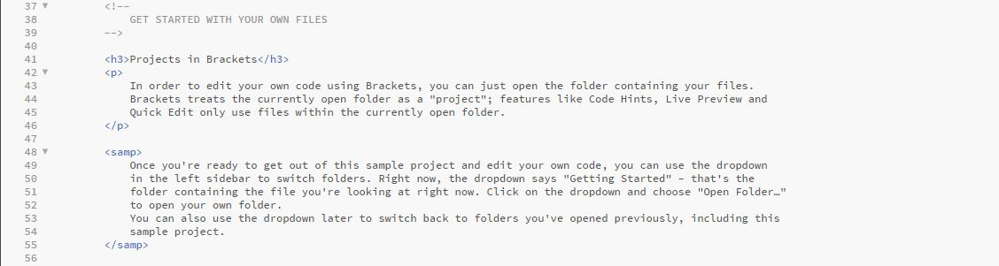 37 <!--
38 GET STARTED WITH YOUR OWN FILES
39 -->
40
41 <h3>Projects in Brackets</h3>
42 <p>
43 In order to edit your own code using Brackets, you can just open the folder containing your files.
44 Brackets treats the currently open folder as a "project"; features like Code Hints, Live Preview and
45 Quick Edit only use files within the currently open folder.
46 </p>
47
48 <samp>
49 Once you're ready to get out of this sample project and edit your own code, you can use the dropdown
50 in the left sidebar to switch folders. Right now, the dropdown says "Getting Started" - that's the
51 folder containing the file you're looking at right now. Click on the dropdown and choose "Open Folder…"
52 to open your own folder.
53 You can also use the dropdown later to switch back to folders you've opened previously, including this
54 sample project.
55 </samp>
56